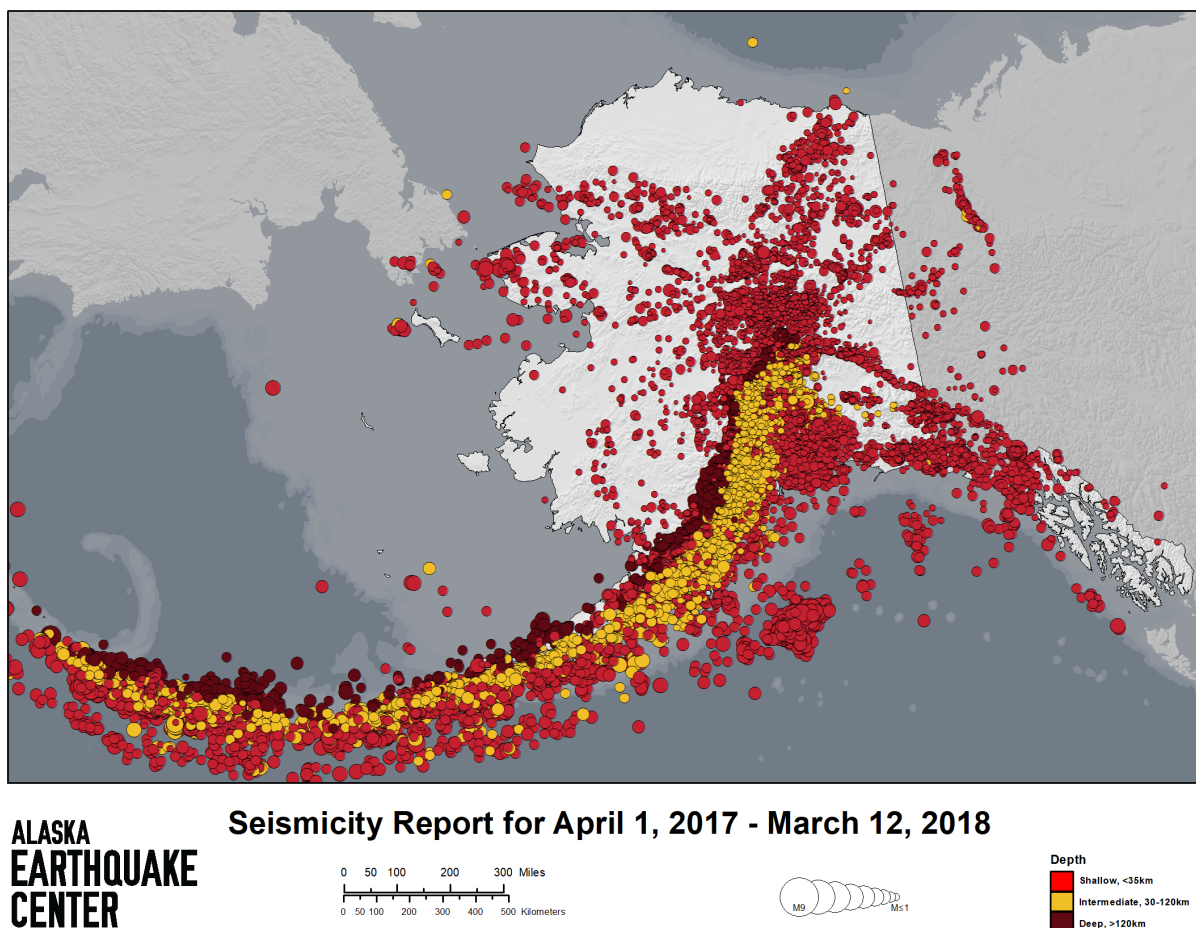 Seismicity Report for April 1, 2017 - March 12, 2018
ALASKA
EARTHQUAKE
CENTER
0 50 100 200 300 Miles
0 50 100 200 300 400 500 Kilometers
M9
M≤1
Depth
Shallow, <35km
Intermediate, 30-120km
Deep, >120km